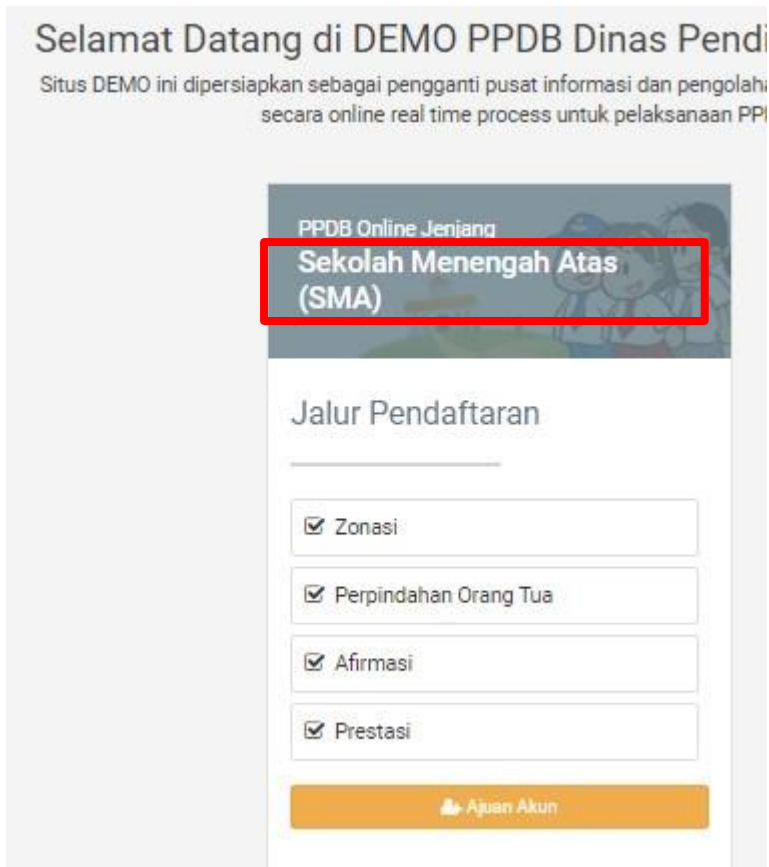 Selamat Datang di DEMO PPDB Dinas Pendi
Situs DEMO ini dipersiapkan sebagai pengganti pusat informasi dan pengolaha
secara online real time process untuk pelaksanaan PP
PPDB Online Jenjang
Sekolah Menengah Atas
(SMA)
Jalur Pendaftaran
Zonasi
Perpindahan Orang Tua
Afirmasi
Prestasi
Ajuan Akun